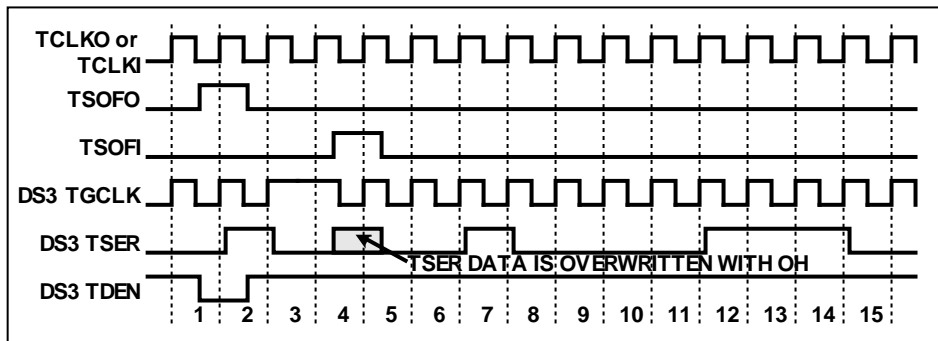 TCLKO or
TCLKI
TSOFO
TSOFI
DS3 TGCLK
DS3 TSER
TSER DATA IS OVERWRITTEN WITH OH
DS3 TDEN
1 2 3 4 5 6 7 8 9 10 11 12 13 14 15